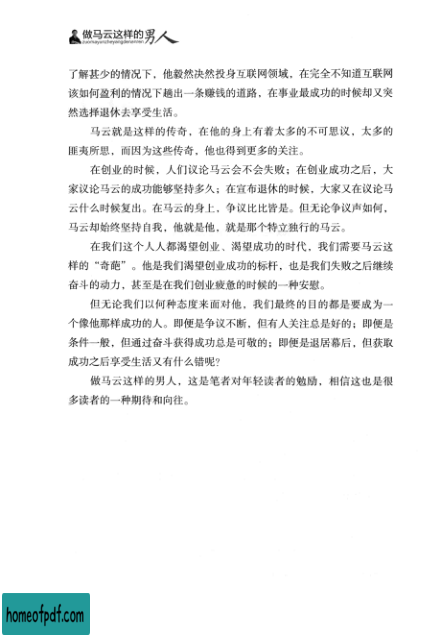 做马云这样的男人
zuomayunzheyangdenanren
了解甚少的情况下，他毅然决然投身互联网领域，在完全不知道互联网
该如何盈利的情况下趟出一条赚钱的道路，在事业最成功的时候却又突
然选择退休去享受生活。
马云就是这样的传奇，在他的身上有着太多的不可思议，太多的
匪夷所思，而因为这些传奇，他也得到更多的关注。
在创业的时候，人们议论马云会不会失败；在创业成功之后，大
家议论马云的成功能够坚持多久；在宣布退休的时候，大家又在议论马
云什么时候复出。在马云的身上，争议比比皆是。但无论争议声如何，
马云却始终坚持自我，他就是他，就是那个特立独行的马云。
在我们这个人人都渴望创业、渴望成功的时代，我们需要马云这
样的“奇葩”。他是我们渴望创业成功的标杆，也是我们失败之后继续
奋斗的动力，甚至是在我们创业疲惫的时候的一种安慰。
但无论我们以何种态度来面对他，我们最终的目的都是要成为一
个像他那样成功的人。即便是争议不断，但有人关注总是好的；即便是
条件一般，但通过奋斗获得成功总是可敬的；即便是退居幕后，但获取
成功之后享受生活又有什么错呢？
做马云这样的男人，这是笔者对年轻读者的勉励，相信这也是很
多读者的一种期待和向往。
homeofpdf.com